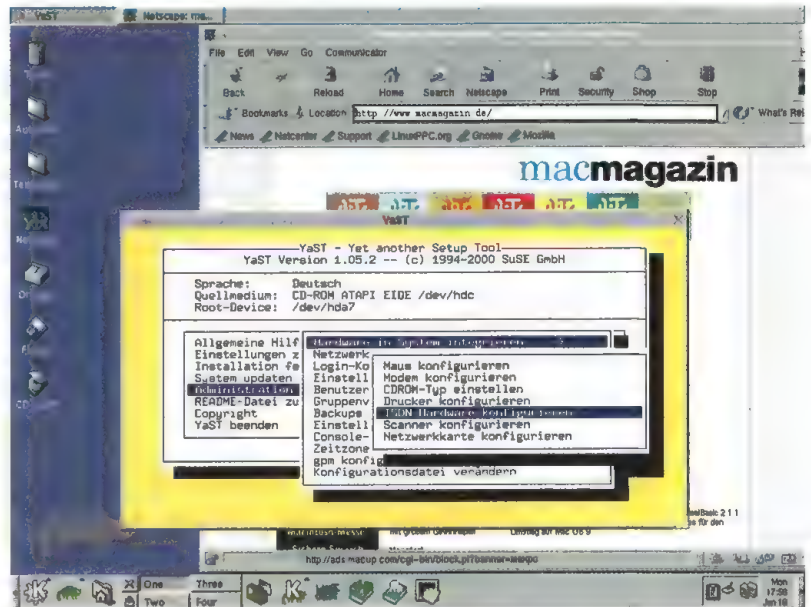 YaST
Netscape: ma...
File Edit View Go Communicator
Back Reload Home Search Netscape Print Security Shop Stop
Bookmarks Location http://www.macmagazin.de/ What's Rel
News Netcenter Support LinuxPPC.org Gnome Mozilla
macmagazin
YaST
YaST - Yet another Setup Tool
YaST Version 1.05.2 -- (c) 1994-2000 SuSE GmbH
Sprache: Deutsch
Quellmedium: CD-ROM ATAPI EIDE /dev/hdc
Root-Device: /dev/hda7
Allgemeine Hilf
Einstellungen z
Installation fe
System updaten
Administration
README-Datei zu
Copyright
YaST beenden
Hardware in System integrieren
Netzwerk
Login-Ko
Einstell
Benutzer
Gruppenv
Backups
Einstell
Console-
Zeitzone
gpm konfig
Konfigurationsdatei verändern
Maus konfigurieren
Modem konfigurieren
CDROM-Typ einstellen
Drucker konfigurieren
ISDN-Hardware konfigurieren
Scanner konfigurieren
Netzwerkkarte konfigurieren
Umstieg auf Mac OS 9
http://ads.macup.com/cgi-bin/block.pl?banner=
One Three
Two Four
Mon
17:58
Jun 18